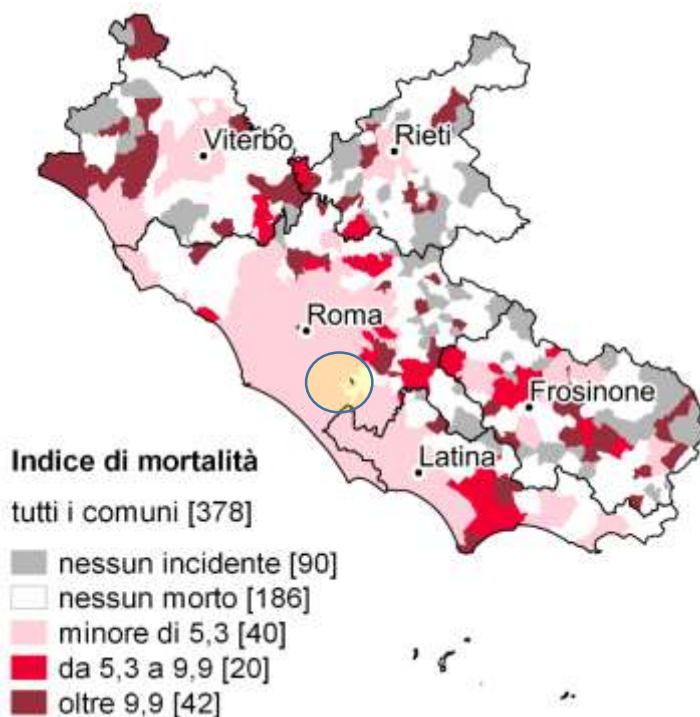 Viterbo
Rieti
Roma
Frosinone
Latina
Indice di mortalità
tutti i comuni [378]
nessun incidente [90]
nessun morto [186]
minore di 5,3 [40]
da 5,3 a 9,9 [20]
oltre 9,9 [42]